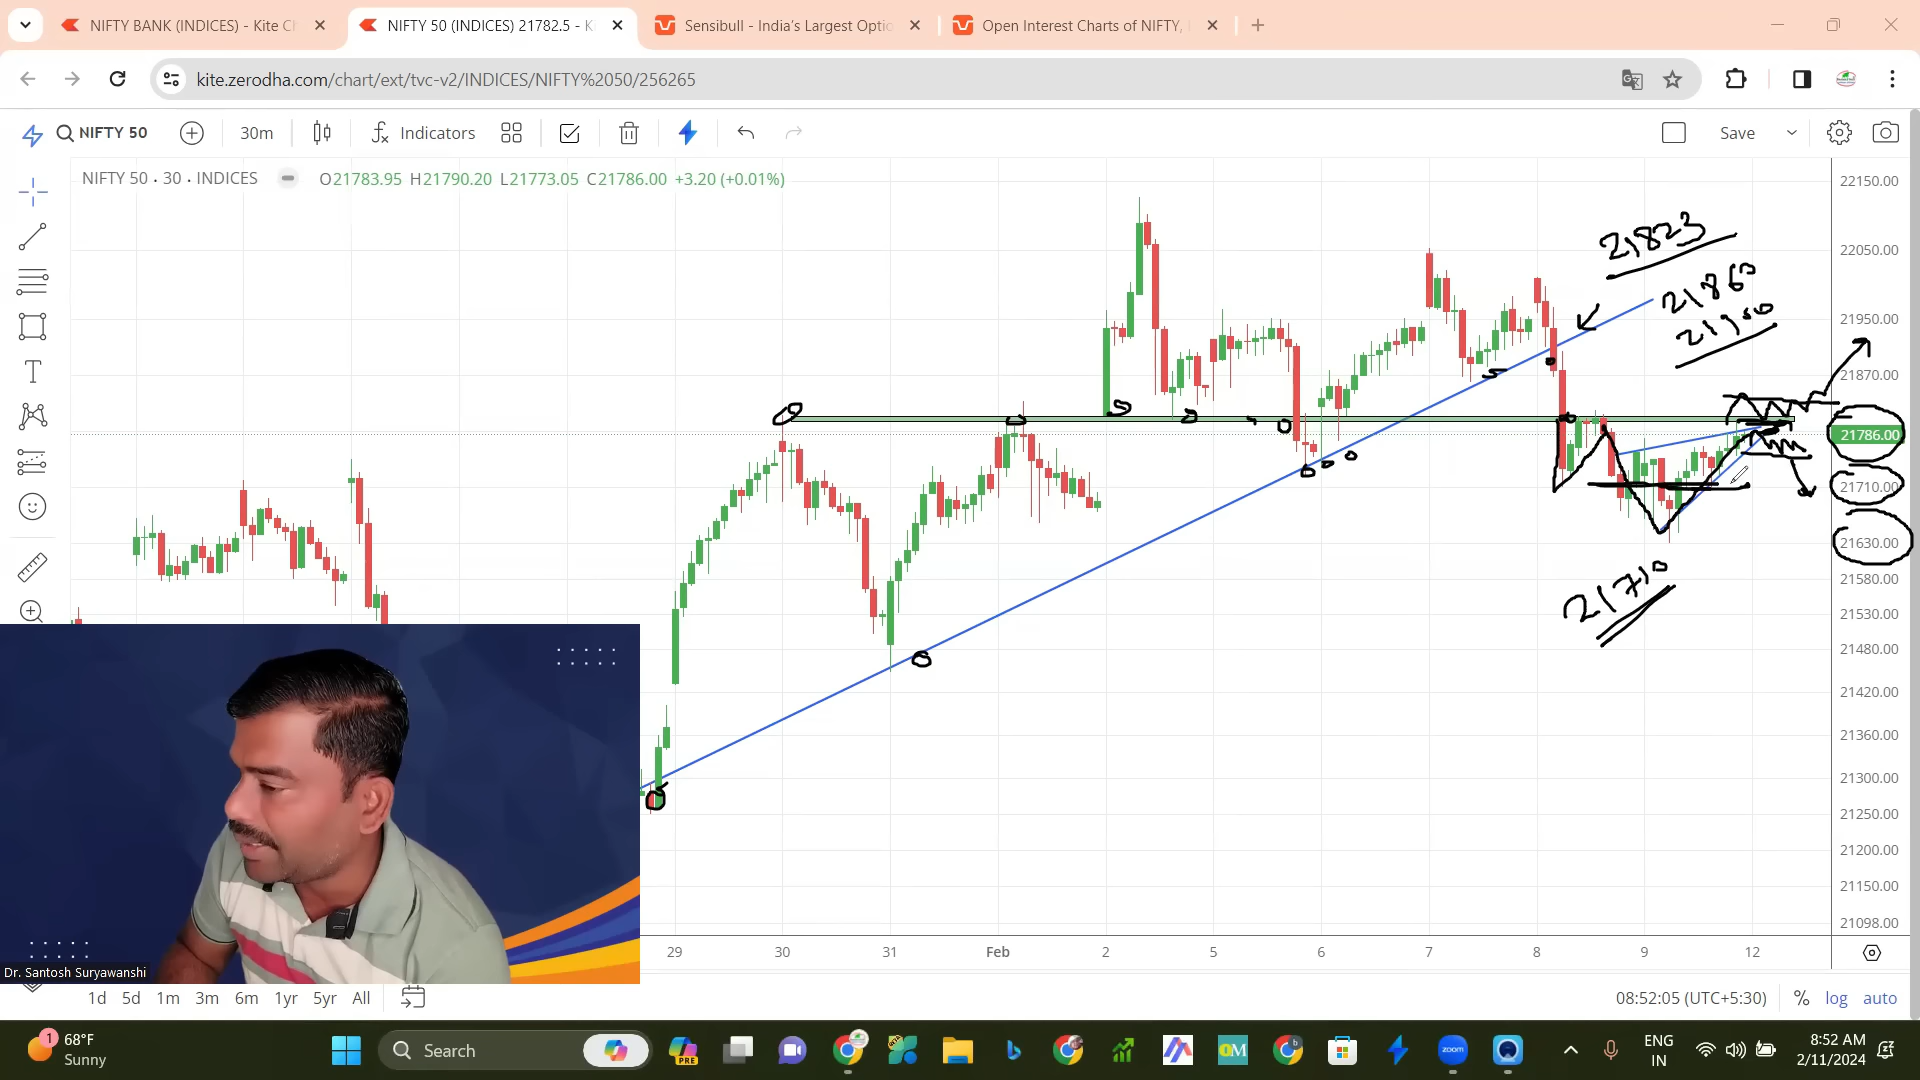 NIFTY BANK (INDICES) - Kite Ch
NIFTY 50 (INDICES) 21782.5 - Ki
Sensibull - India's Largest Optio
Open Interest Charts of NIFTY,
kite.zerodha.com/chart/ext/tvc-v2/INDICES/NIFTY%2050/256265
NIFTY 50
30m
Indicators
Save
NIFTY 50 · 30 · INDICES
O21783.95 H21790.20 L21773.05 C21786.00 +3.20 (+0.01%)
22150.00
22050.00
21950.00
21870.00
21786.00
21710.00
21630.00
21580.00
21530.00
21480.00
21420.00
21360.00
21300.00
21250.00
21200.00
21150.00
21098.00
21823
21860
21900
21710
29 30 31 Feb 2 5 6 7 8 9 12
Dr. Santosh Suryawanshi
1d 5d 1m 3m 6m 1yr 5yr All
08:52:05 (UTC+5:30) % log auto
1
68°F
Sunny
Search
PRE
OM
zoom
ENG
IN
8:52 AM
2/11/2024